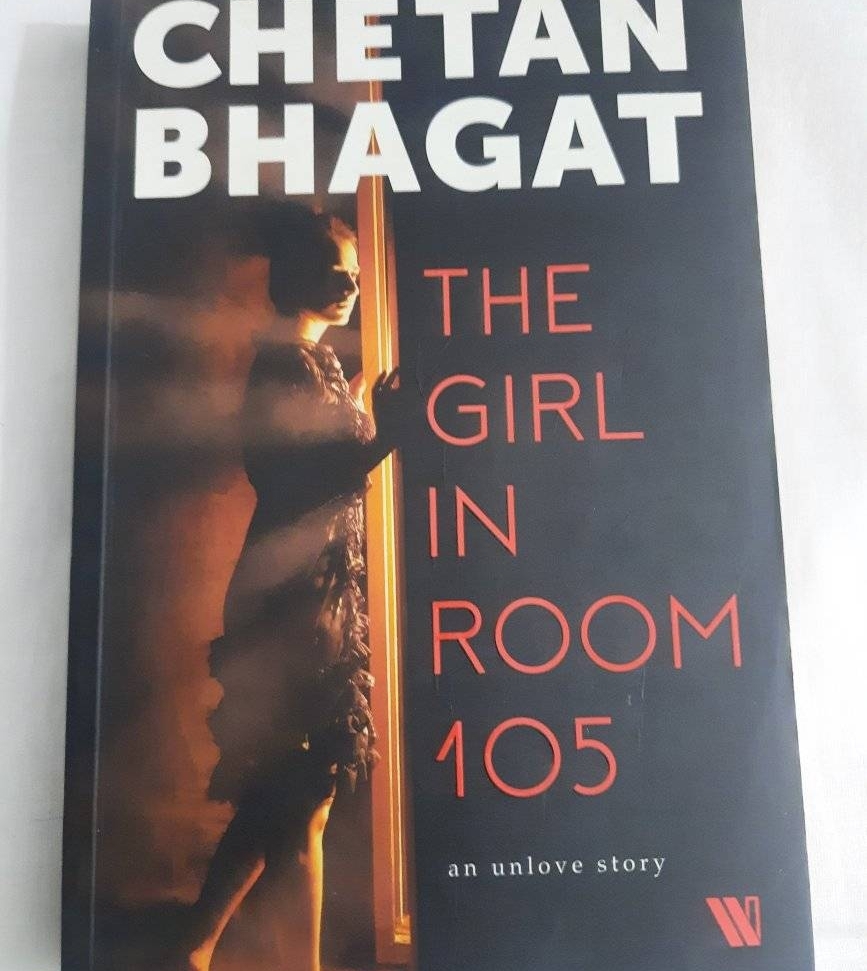 CHETAN
BHAGAT
THE
GIRL
IN
ROOM
105
an unlove story
W